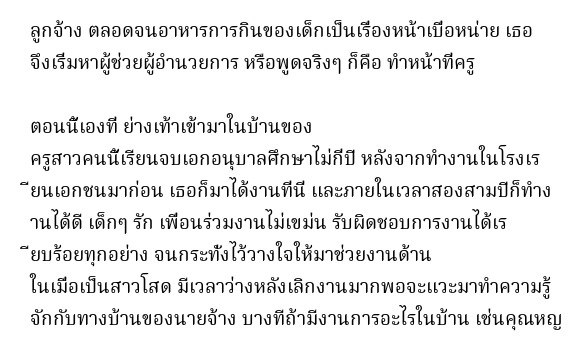 ลูกจ้าง ตลอดจนอาหารการกินของเด็กเป็นเรื่องหน้าเบื่อหน่าย เธอ
จึงเริ่มหาผู้ช่วยผู้อำนวยการ หรือพูดจริงๆ ก็คือ ทำหน้าที่ครู
ตอนนี้เองที่ ย่างเท้าเข้ามาในบ้านของ
ครูสาวคนนี้เรียนจบเอกอนุบาลศึกษาไม่กี่ปี หลังจากทำงานในโรงเร
ียนเอกชนมาก่อน เธอก็มาได้งานที่นี่ และภายในเวลาสองสามปีก็ทำง
านได้ดี เด็กๆ รัก เพื่อนร่วมงานไม่เขม่น รับผิดชอบการงานได้เร
ียบร้อยทุกอย่าง จนกระทั่งไว้วางใจให้มาช่วยงานด้าน
ในเมื่อเป็นสาวโสด มีเวลาว่างหลังเลิกงานมากพอจะแวะมาทำความรู้
จักกับทางบ้านของนายจ้าง บางทีถ้ามีงานการอะไรในบ้าน เช่นคุณหญ